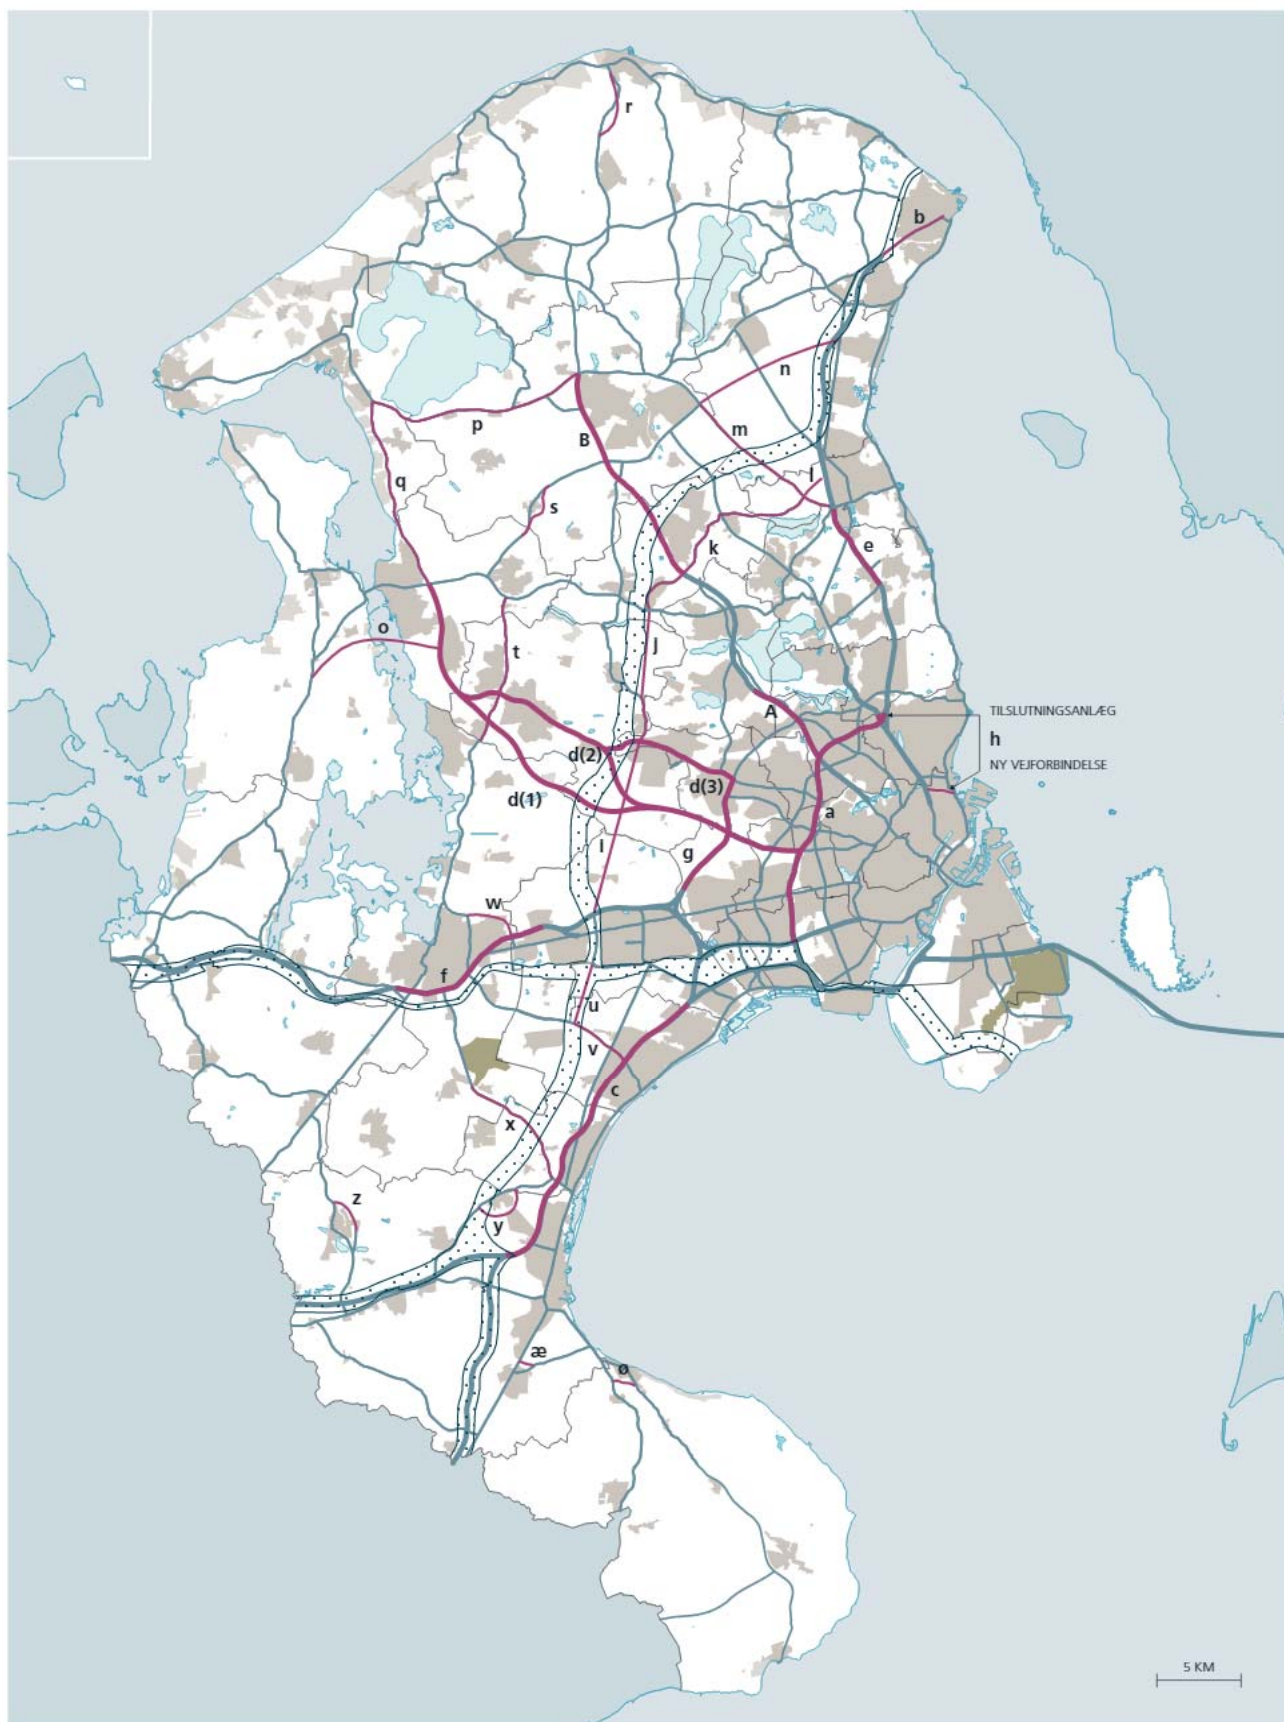 r
b
n
p
B
m
q
l
s
e
k
o
t
j
A
TILSLUTNINGSANLÆG
h
NY VEJFORBINDELSE
d(2)
d(3)
d(1)
a
i
g
w
f
u
v
c
x
z
y
æ
ø
5 KM